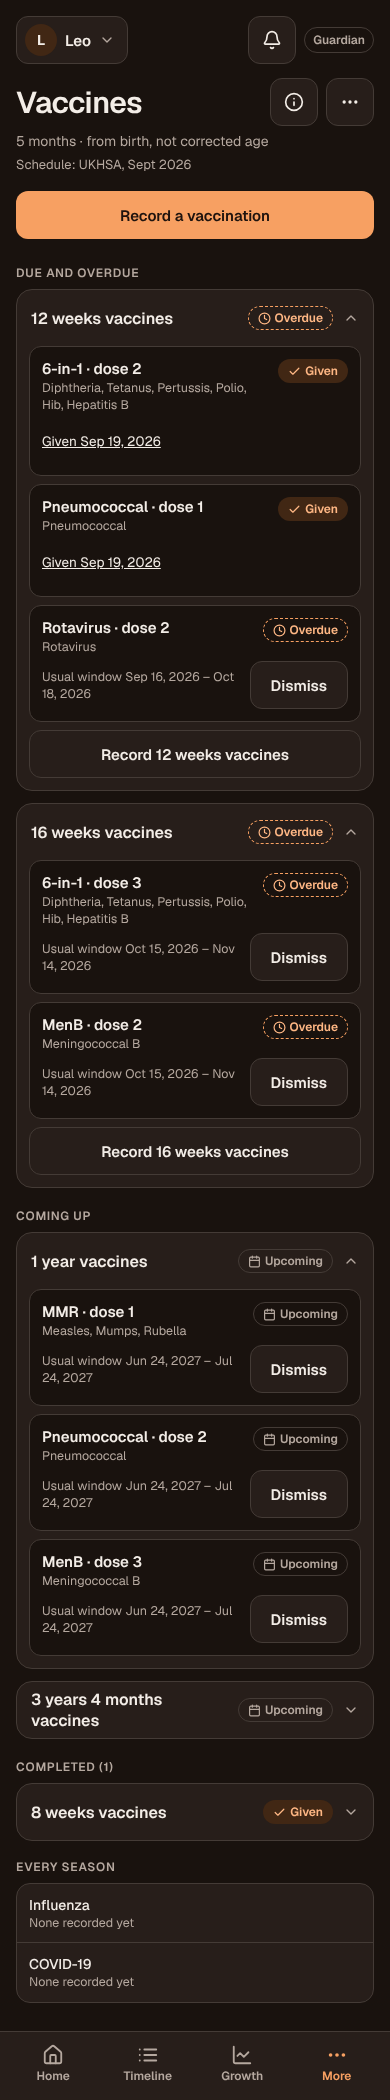 L Leo
Guardian
Vaccines
5 months · from birth, not corrected age
Schedule: UKHSA, Sept 2026
Record a vaccination
DUE AND OVERDUE
12 weeks vaccines
Overdue
6-in-1 · dose 2
Given
Diphtheria, Tetanus, Pertussis, Polio,
Hib, Hepatitis B
Given Sep 19, 2026
Pneumococcal · dose 1
Given
Pneumococcal
Given Sep 19, 2026
Rotavirus · dose 2
Overdue
Rotavirus
Usual window Sep 16, 2026 – Oct
18, 2026
Dismiss
Record 12 weeks vaccines
16 weeks vaccines
Overdue
6-in-1 · dose 3
Overdue
Diphtheria, Tetanus, Pertussis, Polio,
Hib, Hepatitis B
Usual window Oct 15, 2026 – Nov
14, 2026
Dismiss
MenB · dose 2
Overdue
Meningococcal B
Usual window Oct 15, 2026 – Nov
14, 2026
Dismiss
Record 16 weeks vaccines
COMING UP
1 year vaccines
Upcoming
MMR · dose 1
Upcoming
Measles, Mumps, Rubella
Usual window Jun 24, 2027 – Jul
24, 2027
Dismiss
Pneumococcal · dose 2
Upcoming
Pneumococcal
Usual window Jun 24, 2027 – Jul
24, 2027
Dismiss
MenB · dose 3
Upcoming
Meningococcal B
Usual window Jun 24, 2027 – Jul
24, 2027
Dismiss
3 years 4 months
vaccines
Upcoming
COMPLETED (1)
8 weeks vaccines
Given
EVERY SEASON
Influenza
None recorded yet
COVID-19
None recorded yet
Home
Timeline
Growth
More